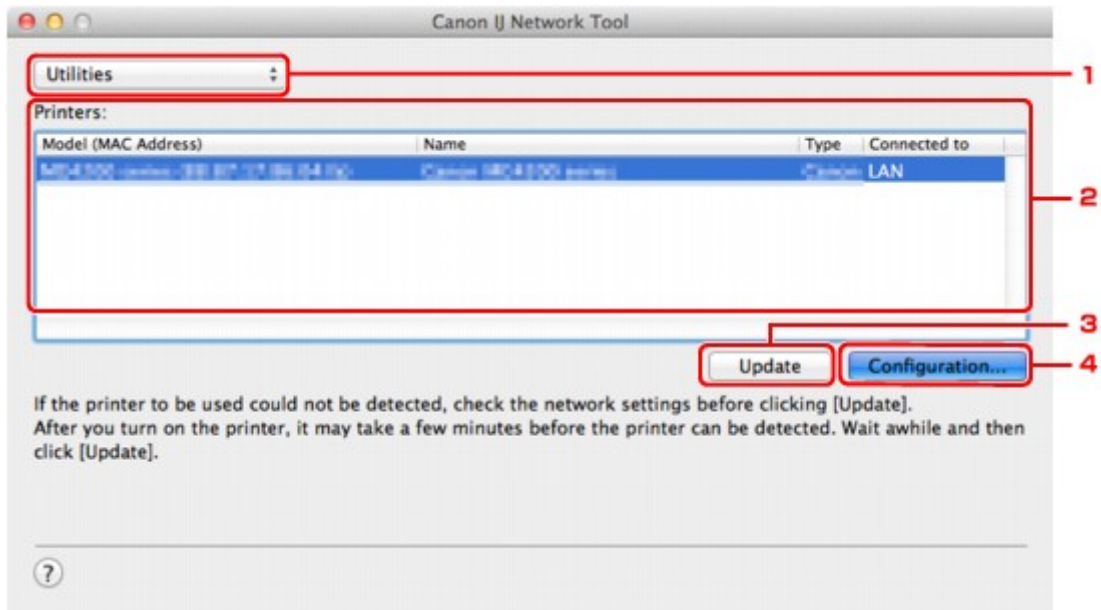 Canon IJ Network Tool
Utilities
1
Printers:
Model (MAC Address) Name Type Connected to
LAN
2
3
Update Configuration...
4
If the printer to be used could not be detected, check the network settings before clicking [Update].
After you turn on the printer, it may take a few minutes before the printer can be detected. Wait awhile and then
click [Update].
?